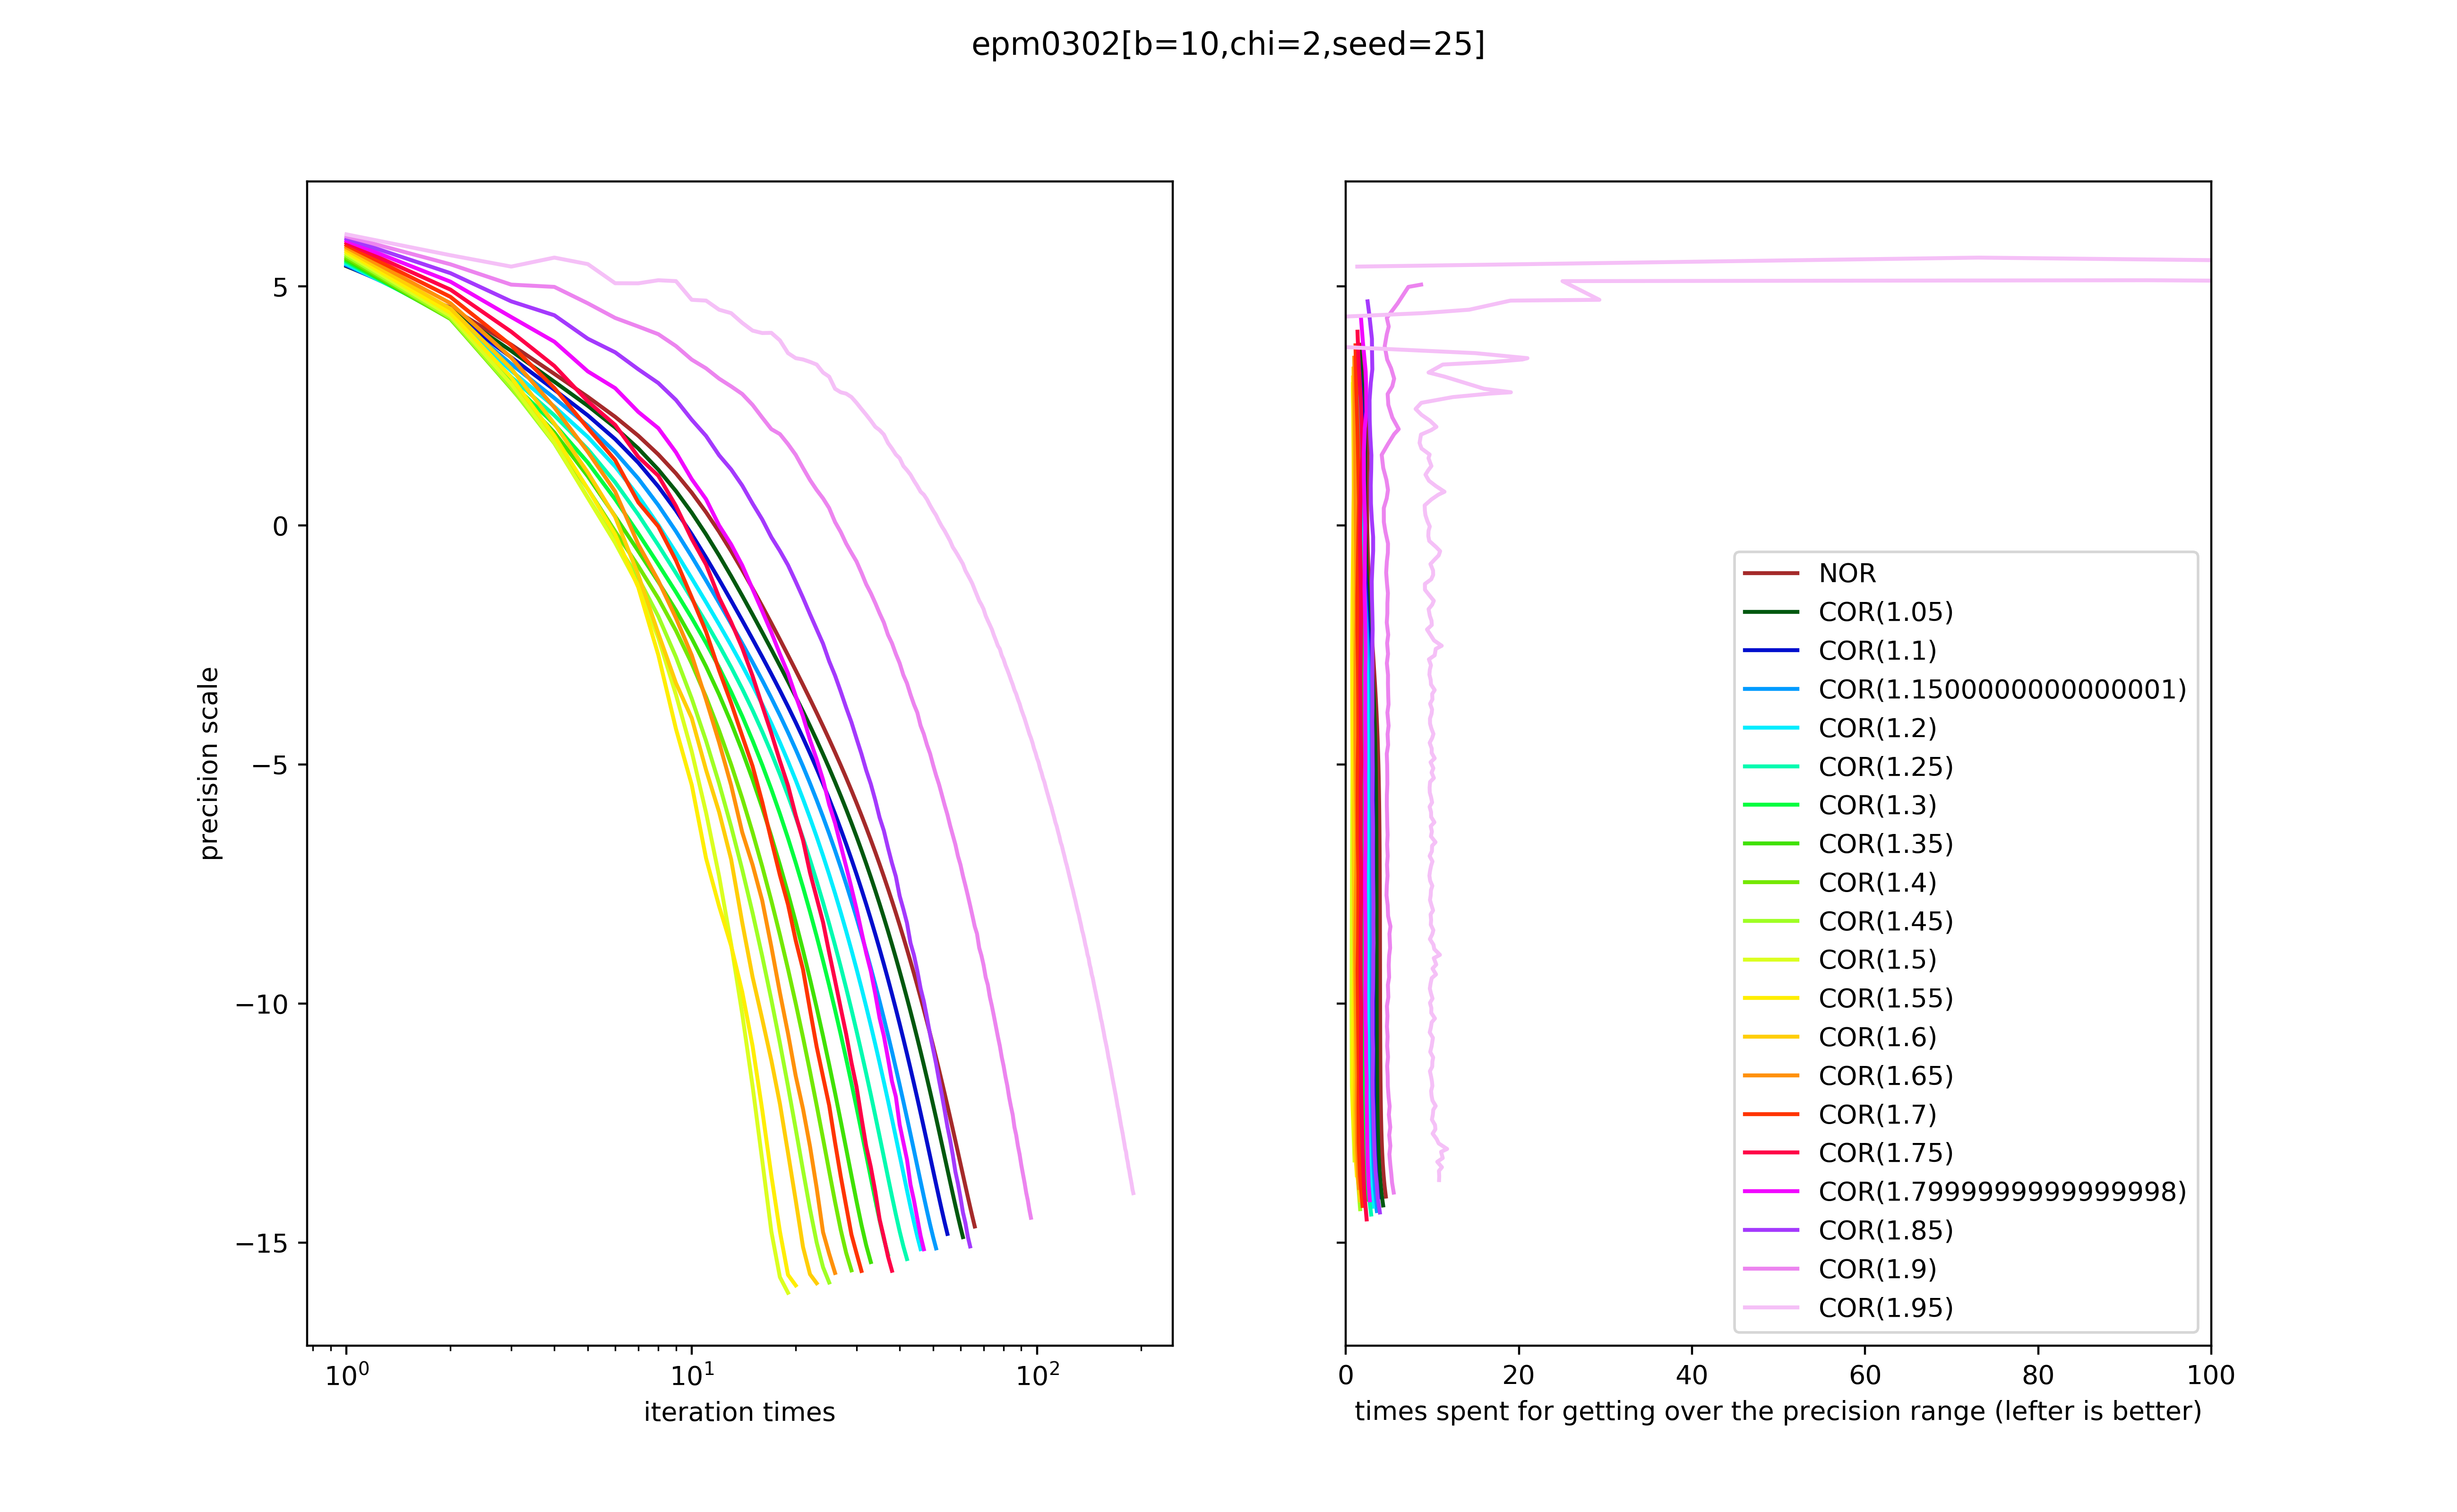 epm0302[b=10,chi=2,seed=25]
precision scale
5
0
−5
−10
−15
10⁰
10¹
10²
iteration times
0
20
40
60
80
100
times spent for getting over the precision range (lefter is better)
NOR
COR(1.05)
COR(1.1)
COR(1.1500000000000001)
COR(1.2)
COR(1.25)
COR(1.3)
COR(1.35)
COR(1.4)
COR(1.45)
COR(1.5)
COR(1.55)
COR(1.6)
COR(1.65)
COR(1.7)
COR(1.75)
COR(1.7999999999999998)
COR(1.85)
COR(1.9)
COR(1.95)